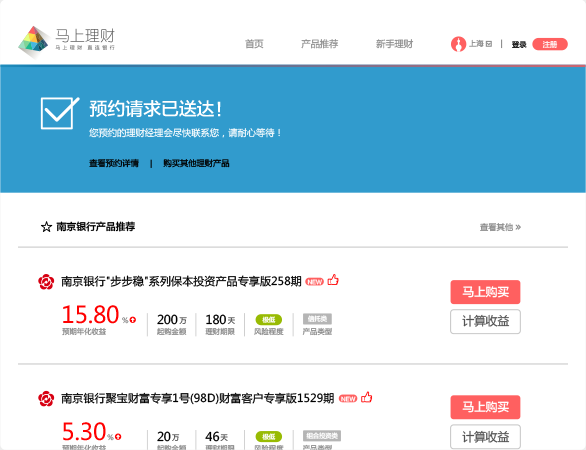 马上理财
马上理财 直连银行
首页 产品推荐 新手理财 上海 | 登录 注册
预约请求已送达！
您预约的理财经理会尽快联系您，请耐心等待！
查看预约详情 | 购买其他理财产品
南京银行产品推荐 查看其他 »
南京银行"步步稳"系列保本投资产品专享版258期 NEW
马上购买
15.80 % 200 万 180 天 极低 信托类
预期年化收益 起购金额 理财期限 风险程度 产品类型
计算收益
南京银行聚宝财富专享1号(98D)财富客户专享版1529期 NEW
马上购买
5.30 % 20 万 46 天 极低 组合投资类
预期年化收益 起购金额 理财期限 风险程度 产品类型
计算收益